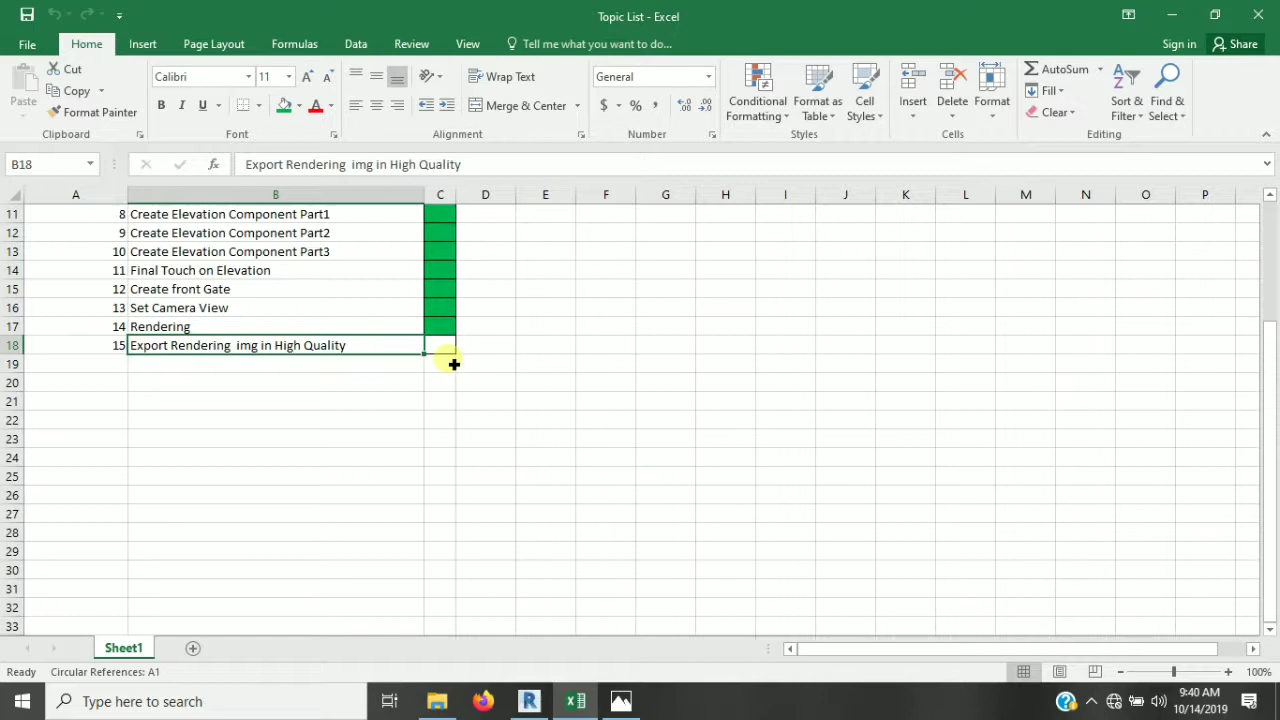 Topic List - Excel
File Home Insert Page Layout Formulas Data Review View Tell me what you want to do... Sign in Share
Paste Cut Copy Format Painter Clipboard
Calibri 11 A A B I U A Font
Wrap Text Merge & Center Alignment
General $ % , Number
Conditional Formatting Format as Table Cell Styles Styles
Insert Delete Format Cells
AutoSum Fill Clear Sort & Filter Find & Select Editing
B18 fx Export Rendering  img in High Quality
A B C D E F G H I J K L M N O P
11 8 Create Elevation Component Part1
12 9 Create Elevation Component Part2
13 10 Create Elevation Component Part3
14 11 Final Touch on Elevation
15 12 Create front Gate
16 13 Set Camera View
17 14 Rendering
18 15 Export Rendering  img in High Quality
19
20
21
22
23
24
25
26
27
28
29
30
31
32
33
Sheet1
Ready Circular References: A1 100%
Type here to search 9:40 AM
10/14/2019